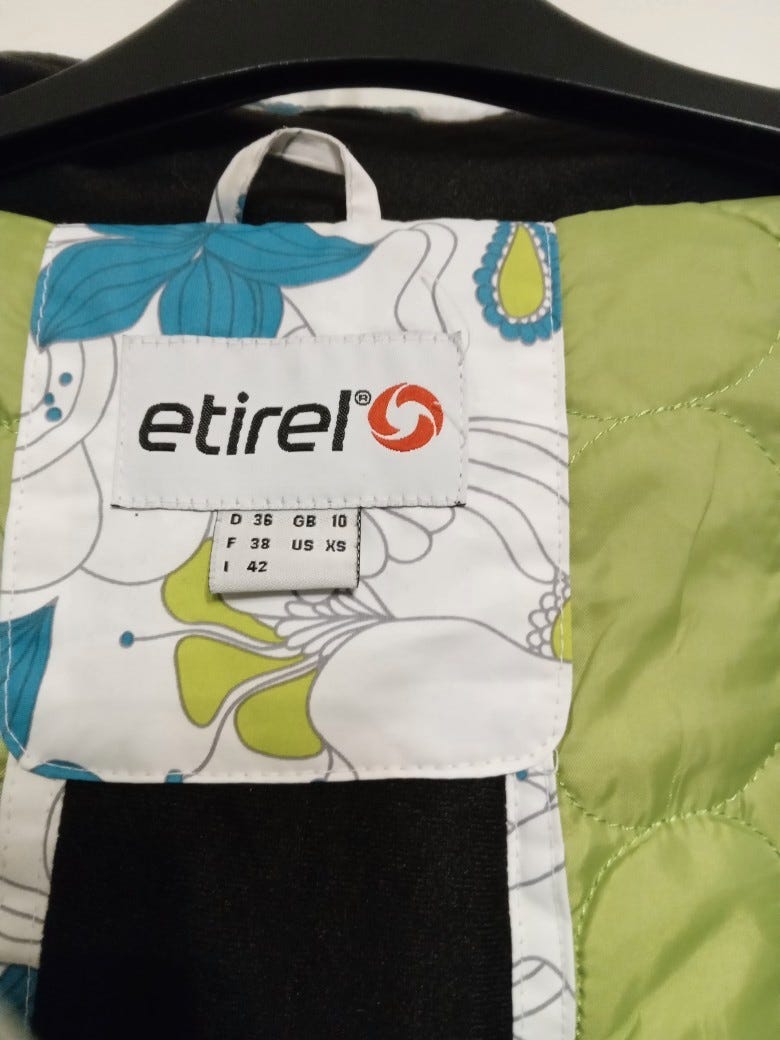 etirel®
D 36 GB 10
F 38 US XS
I 42